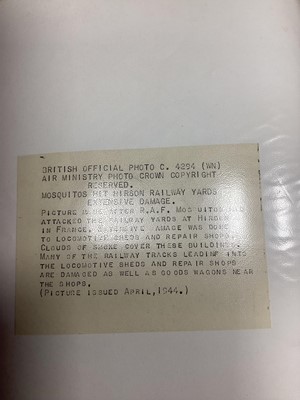 BRITISH OFFICIAL PHOTO C. 4294 (WN)
AIR MINISTRY PHOTO CROWN COPYRIGHT
RESERVED.
MOSQUITOS HIT HIRSON RAILWAY YARDS
EXTENSIVE DAMAGE.
PICTURE AFTER R.A.F. MOSQUITOS HAD
ATTACKED THE RAILWAY YARDS AT HIRSON
IN FRANCE. EXTENSIVE DAMAGE WAS DONE
TO LOCOMOTIVE SHEDS AND REPAIR SHOPS.
CLOUDS OF SMOKE COVER THESE BUILDINGS.
MANY OF THE RAILWAY TRACKS LEADING INTO
THE LOCOMOTIVE SHEDS AND REPAIR SHOPS
ARE DAMAGED AS WELL AS GOODS WAGONS NEAR
THE SHOPS.
(PICTURE ISSUED APRIL, 1944.)